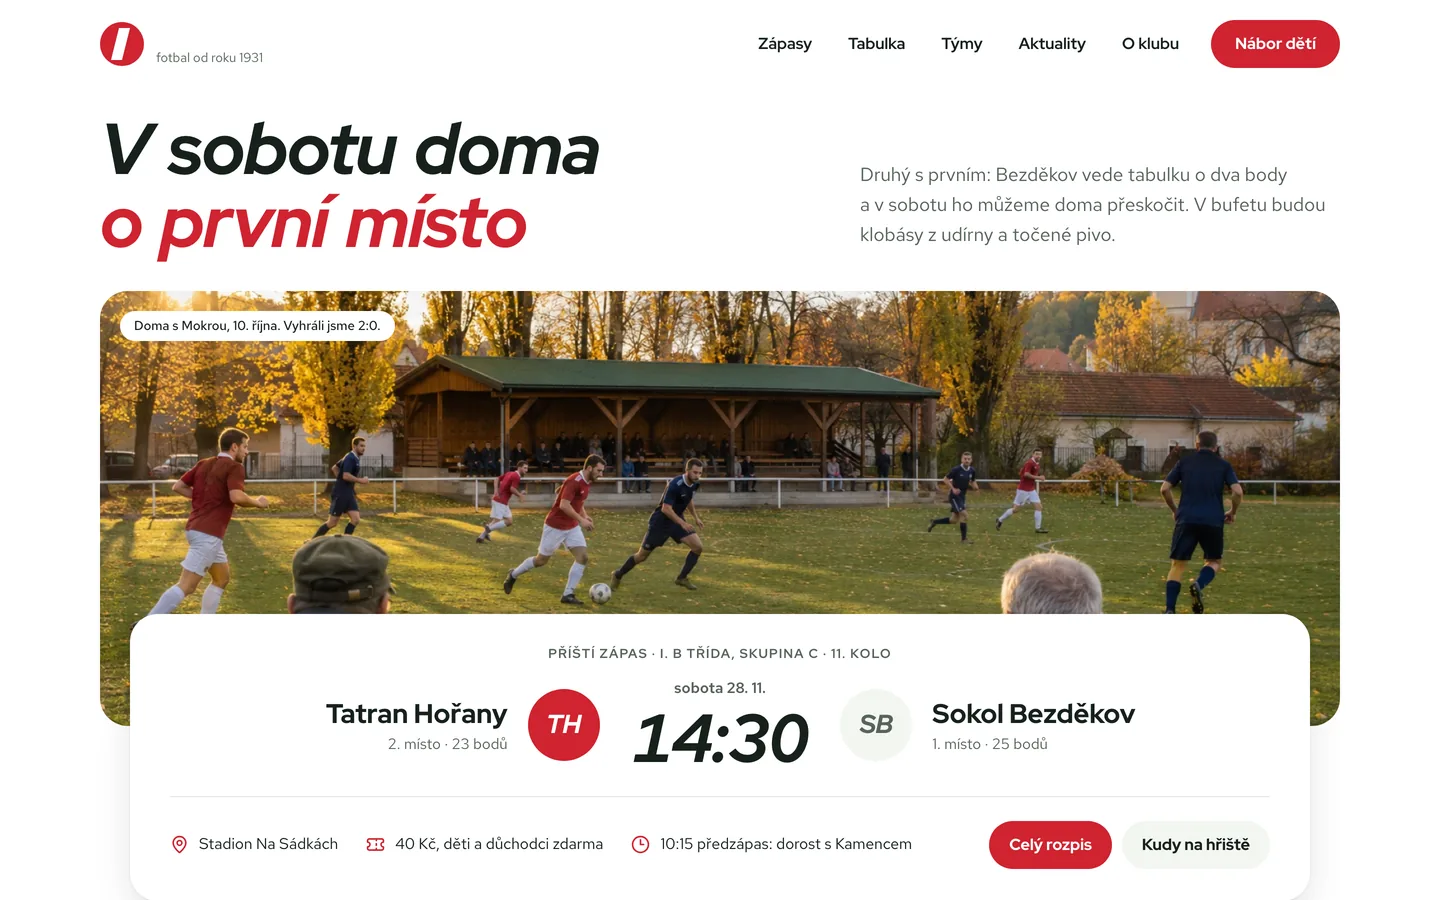 fotbal od roku 1931
Zápasy
Tabulka
Týmy
Aktuality
O klubu
Nábor dětí
V sobotu doma
o první místo
Druhý s prvním: Bezděkov vede tabulku o dva body
a v sobotu ho můžeme doma přeskočit. V bufetu budou
klobásy z udírny a točené pivo.
Doma s Mokrou, 10. října. Vyhráli jsme 2:0.
PŘÍŠTÍ ZÁPAS · I. B TŘÍDA, SKUPINA C · 11. KOLO
Tatran Hořany
2. místo · 23 bodů
TH
sobota 28. 11.
14:30
SB
Sokol Bezděkov
1. místo · 25 bodů
Stadion Na Sádkách
40 Kč, děti a důchodci zdarma
10:15 předzápas: dorost s Kamencem
Celý rozpis
Kudy na hřiště